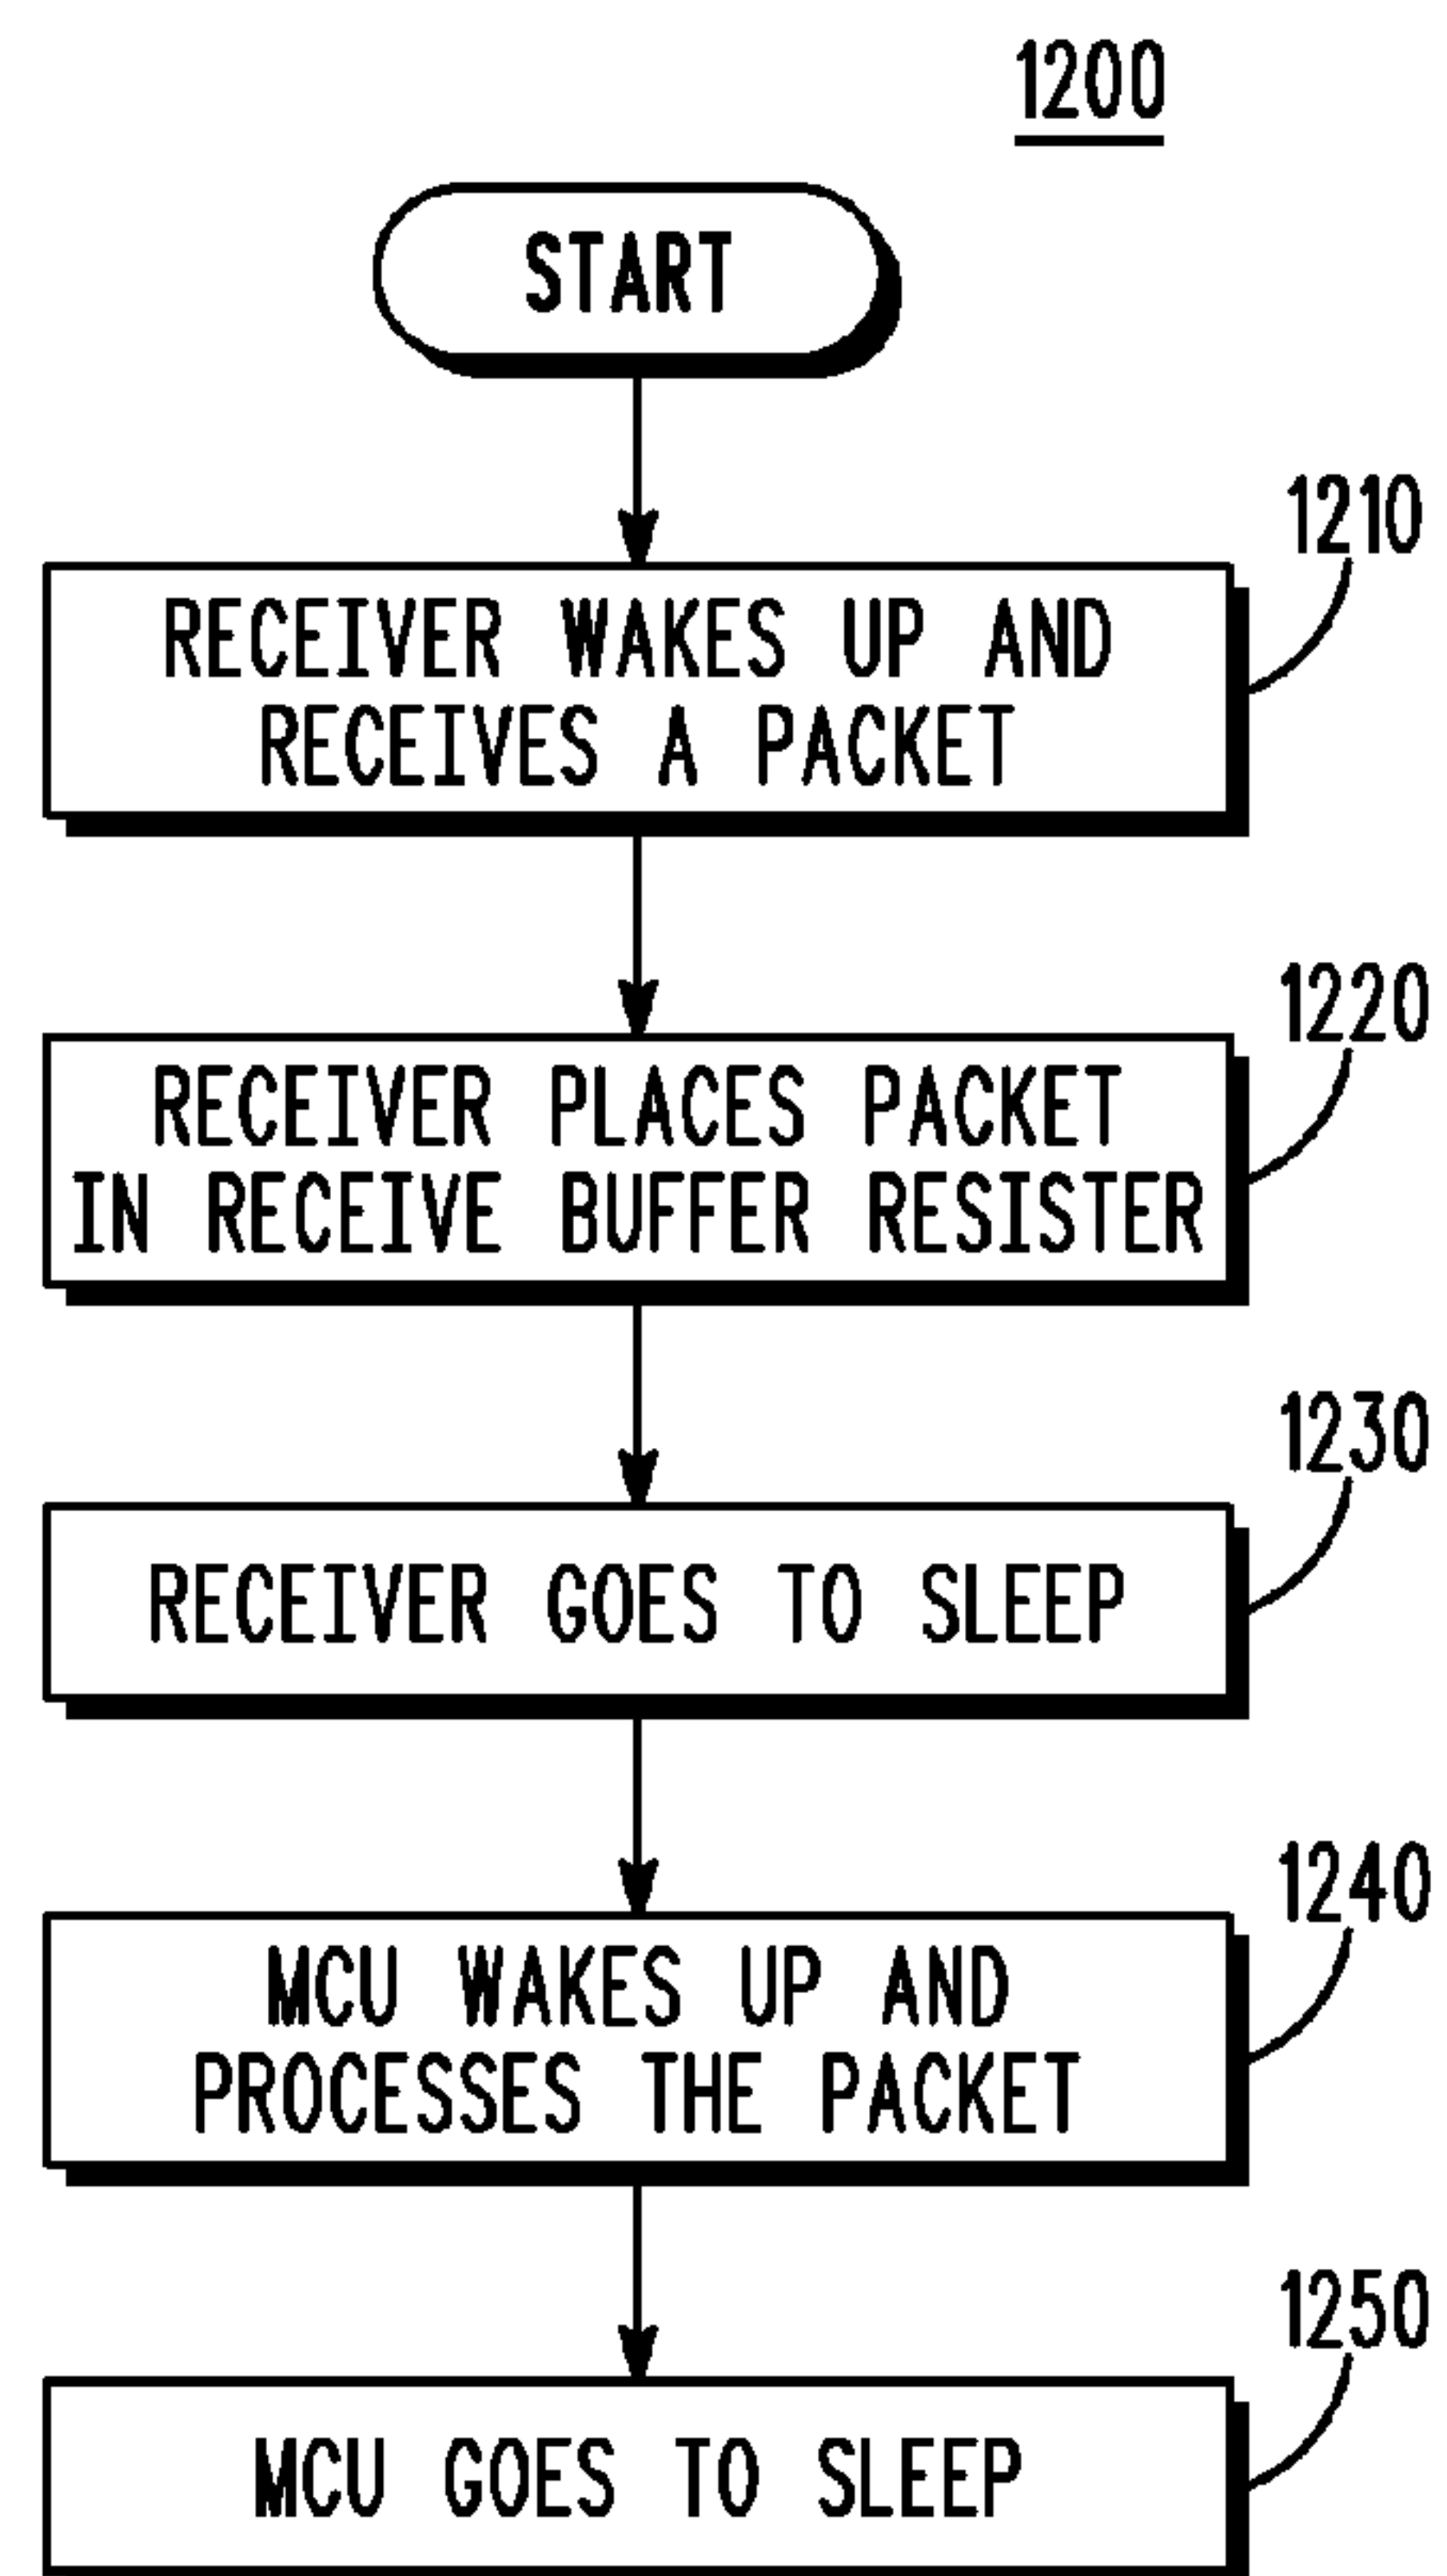 1200
START
1210
RECEIVER WAKES UP AND
RECEIVES A PACKET
1220
RECEIVER PLACES PACKET
IN RECEIVE BUFFER RESISTER
1230
RECEIVER GOES TO SLEEP
1240
MCU WAKES UP AND
PROCESSES THE PACKET
1250
MCU GOES TO SLEEP